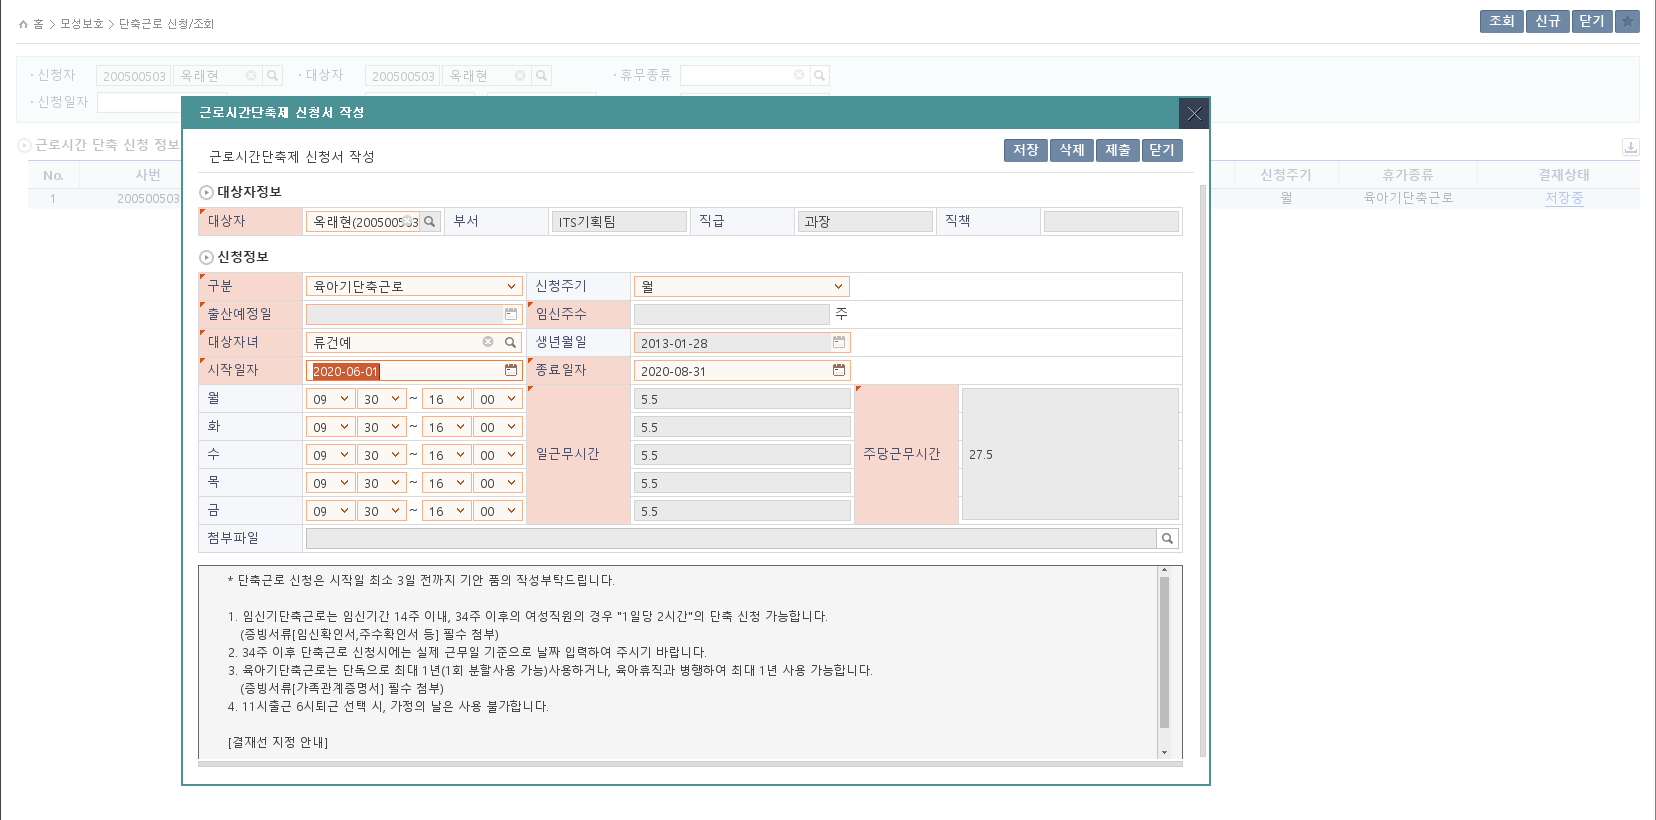 홈 > 모성보호 > 단축근로 신청/조회
조회 신규 닫기
· 신청자 200500503 옥래현 · 대상자 200500503 옥래현 · 휴무종류
· 신청일자
근로시간 단축 신청 정보
No. 사번 신청주기 휴가종류 결재상태
1 200500503 월 육아기단축근로 저장중
근로시간단축제 신청서 작성
근로시간단축제 신청서 작성
저장 삭제 제출 닫기
대상자정보
대상자 옥래현(200500503 부서 ITS기획팀 직급 과장 직책
신청정보
구분 육아기단축근로 신청주기 월
출산예정일 임신주수 주
대상자녀 류건예 생년월일 2013-01-28
시작일자 2020-06-01 종료일자 2020-08-31
월 09 30 ~ 16 00 5.5
화 09 30 ~ 16 00 5.5
수 09 30 ~ 16 00 일근무시간 5.5 주당근무시간 27.5
목 09 30 ~ 16 00 5.5
금 09 30 ~ 16 00 5.5
첨부파일
* 단축근로 신청은 시작일 최소 3일 전까지 기안 품의 작성부탁드립니다.
1. 임신기단축근로는 임신기간 14주 이내, 34주 이후의 여성직원의 경우 "1일당 2시간"의 단축 신청 가능합니다.
(증빙서류[임신확인서,주수확인서 등] 필수 첨부)
2. 34주 이후 단축근로 신청시에는 실제 근무일 기준으로 날짜 입력하여 주시기 바랍니다.
3. 육아기단축근로는 단독으로 최대 1년(1회 분할사용 가능)사용하거나, 육아휴직과 병행하여 최대 1년 사용 가능합니다.
(증빙서류[가족관계증명서] 필수 첨부)
4. 11시출근 6시퇴근 선택 시, 가정의 날은 사용 불가합니다.
[결재선 지정 안내]